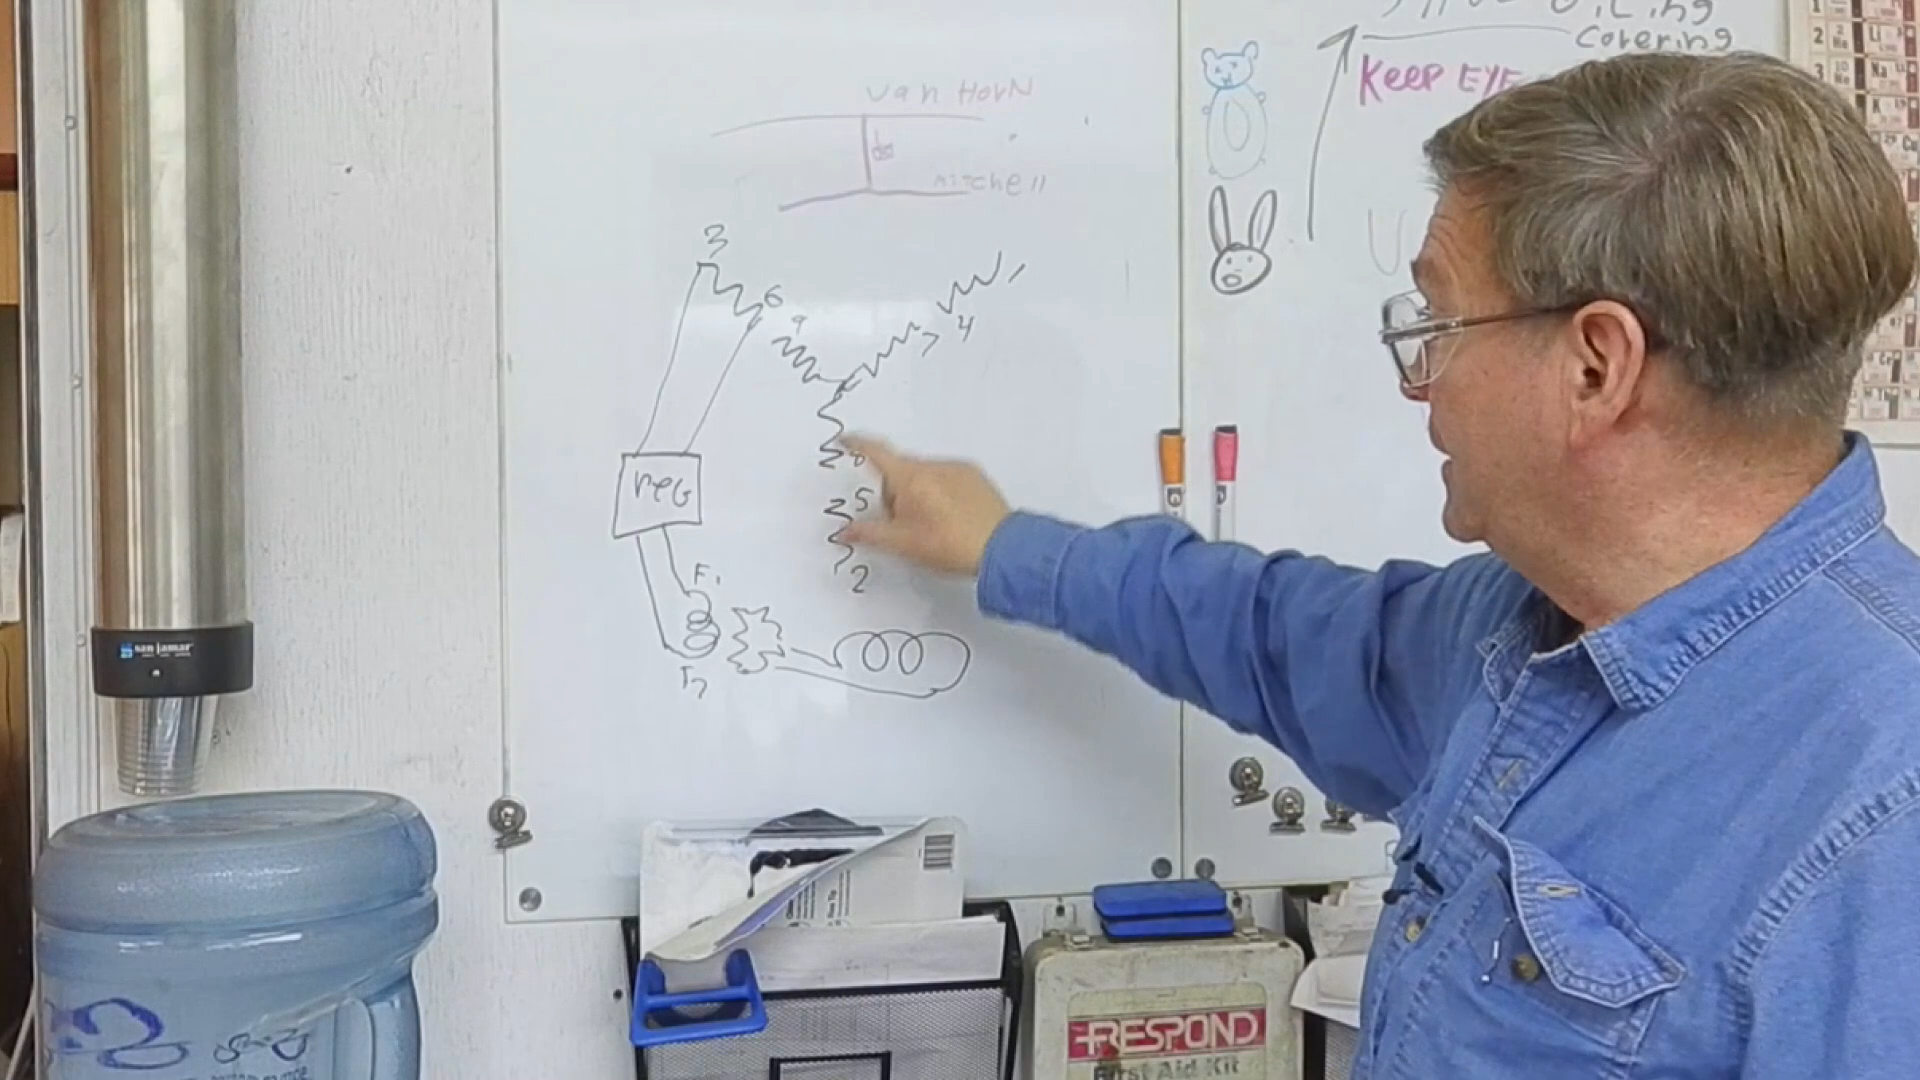 Covering
Keep EYE
van HorN
Mitchell
3
6
9
7
4
8
5
2
reG
F1
F2
san jamar
RESPOND
First Aid Kit